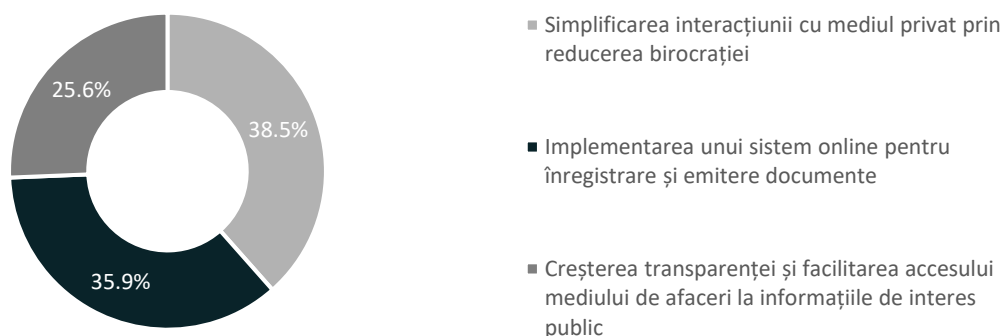 Simplificarea interacțiunii cu mediul privat prin
reducerea birocrației
25.6%
38.5%
Implementarea unui sistem online pentru
înregistrare și emitere documente
35.9%
Creșterea transparenței și facilitarea accesului
mediului de afaceri la informațiile de interes
public